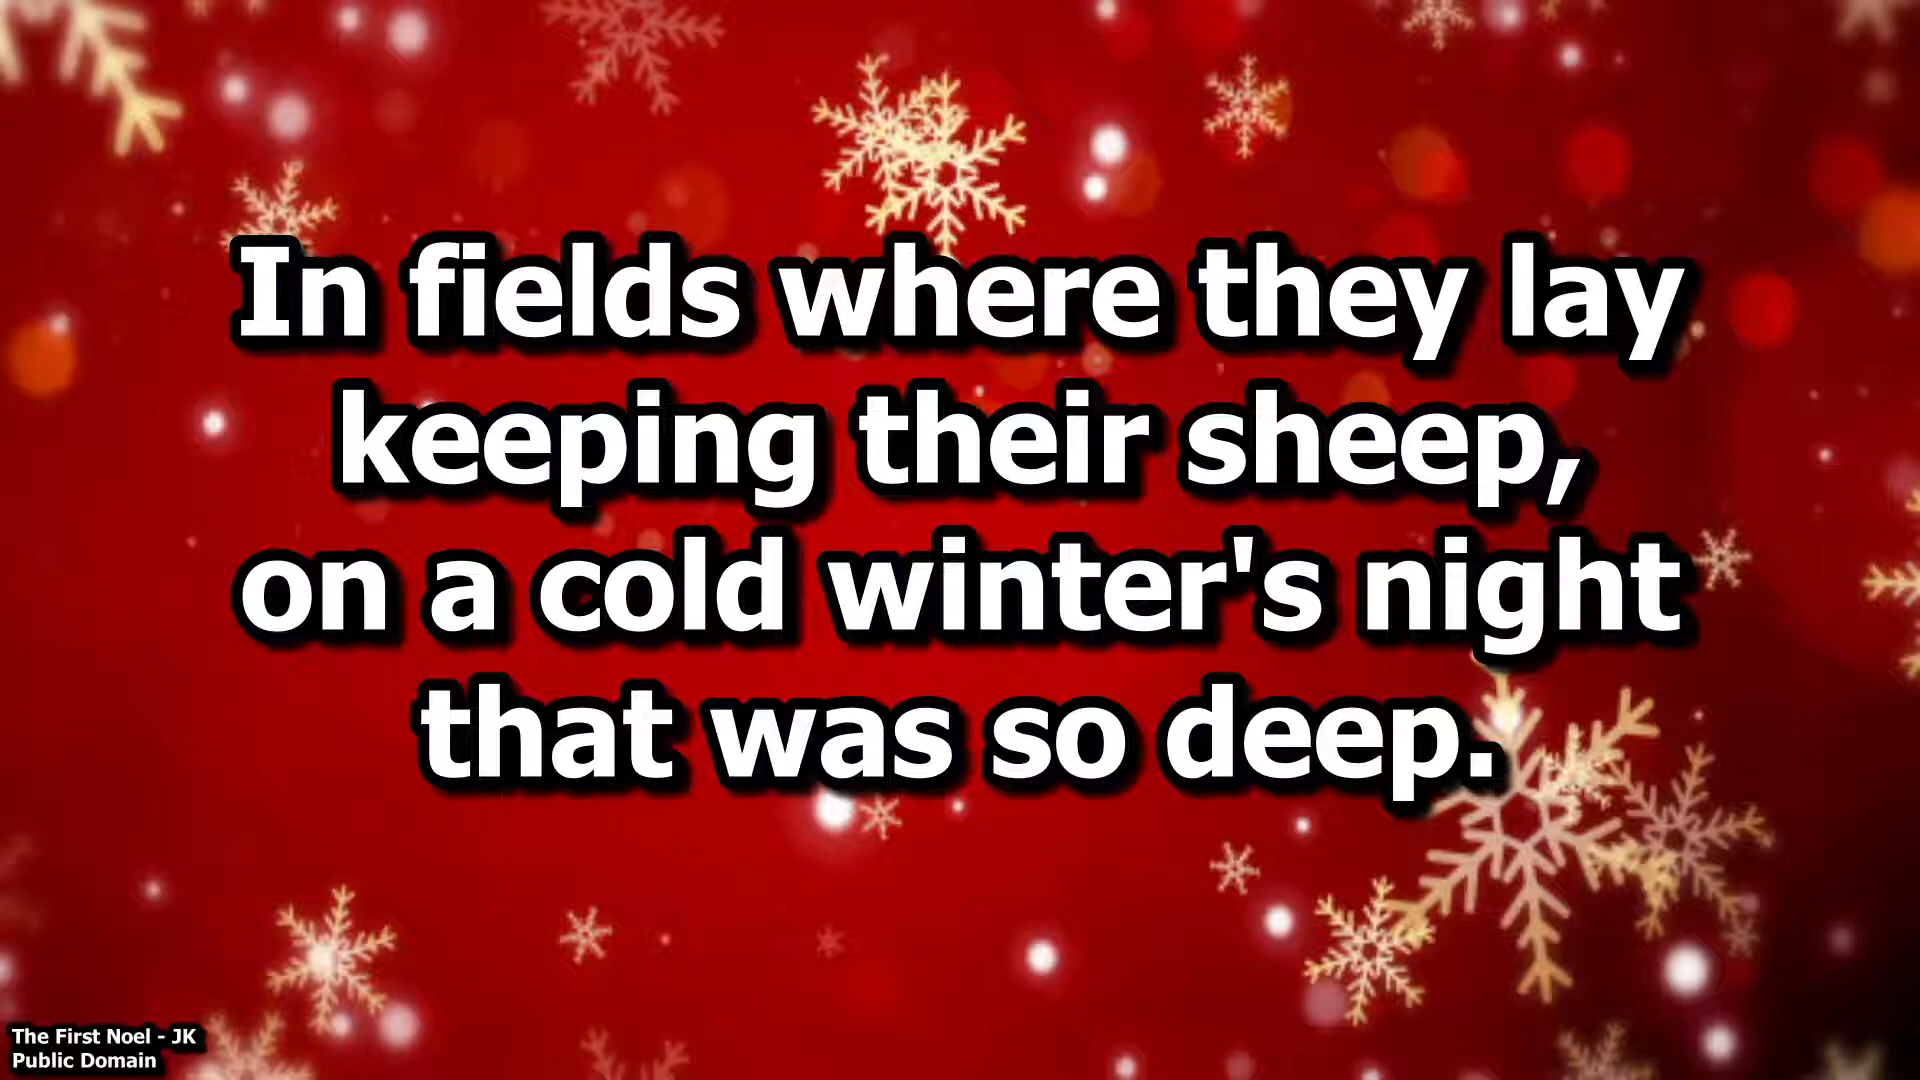 In fields where they lay
keeping their sheep,
on a cold winter's night
that was so deep.
The First Noel - JK
Public Domain